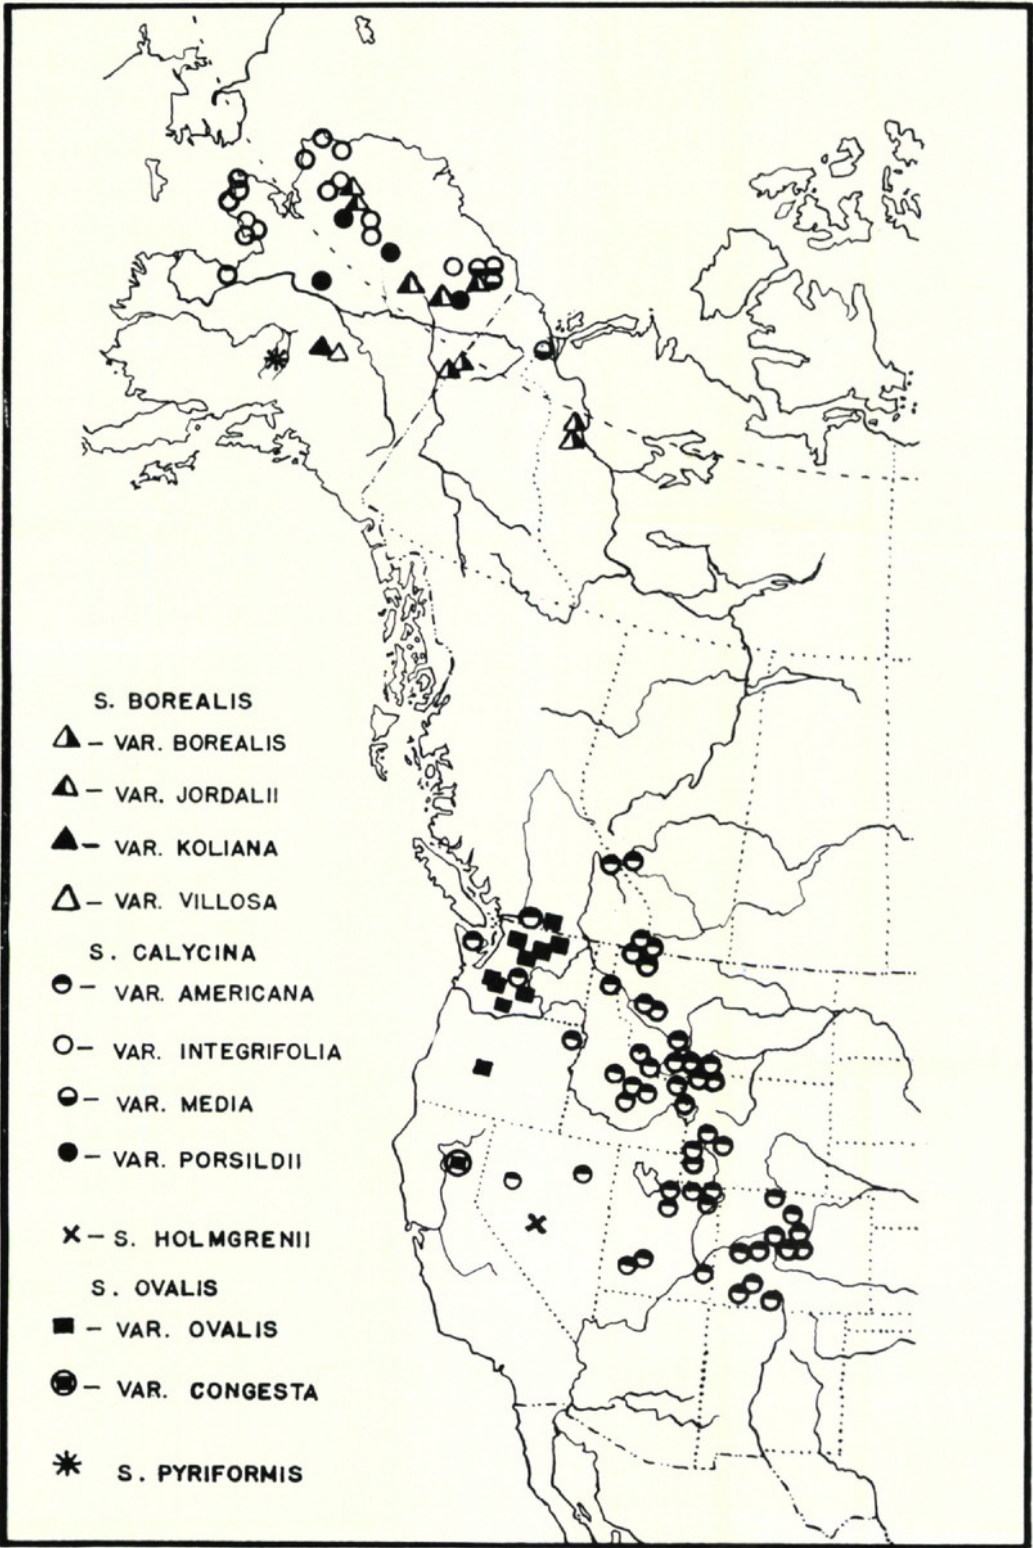 S. BOREALIS
– VAR. BOREALIS
– VAR. JORDALII
– VAR. KOLIANA
– VAR. VILLOSA
S. CALYCINA
– VAR. AMERICANA
– VAR. INTEGRIFOLIA
– VAR. MEDIA
– VAR. PORSILDII
– S. HOLMGRENII
S. OVALIS
– VAR. OVALIS
– VAR. CONGESTA
– S. PYRIFORMIS